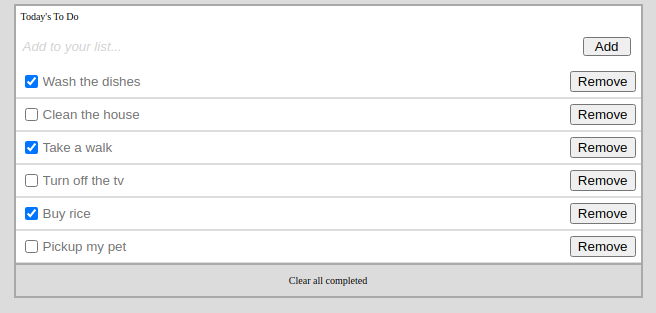 Today's To Do
Add to your list... Add
Wash the dishes Remove
Clean the house Remove
Take a walk Remove
Turn off the tv Remove
Buy rice Remove
Pickup my pet Remove
Clear all completed